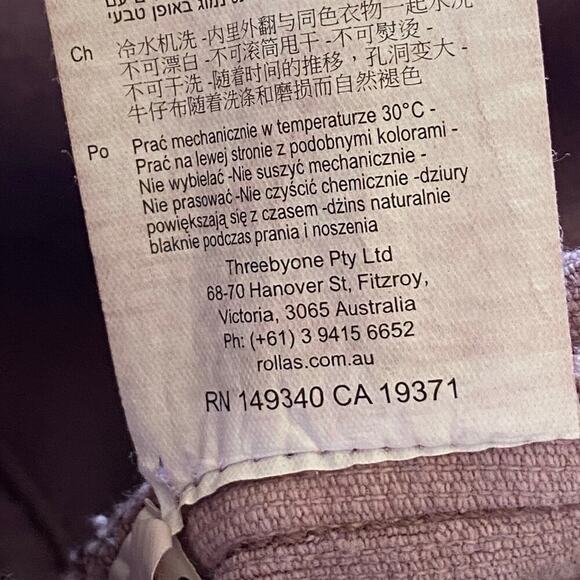 נמוג באופן טבעי
Ch 冷水机洗 -内里外翻与同色衣物一起水洗
不可漂白 -不可滚筒甩干 -不可熨烫 -
不可干洗 -随着时间的推移，孔洞变大 -
牛仔布随着洗涤和磨损而自然褪色
Po Prać mechanicznie w temperaturze 30°C -
Prać na lewej stronie z podobnymi kolorami -
Nie wybielać -Nie suszyć mechanicznie -
Nie prasować -Nie czyścić chemicznie -dziury
powiększają się z czasem -dżins naturalnie
blaknie podczas prania i noszenia
Threebyone Pty Ltd
68-70 Hanover St, Fitzroy,
Victoria, 3065 Australia
Ph: (+61) 3 9415 6652
rollas.com.au
RN 149340 CA 19371